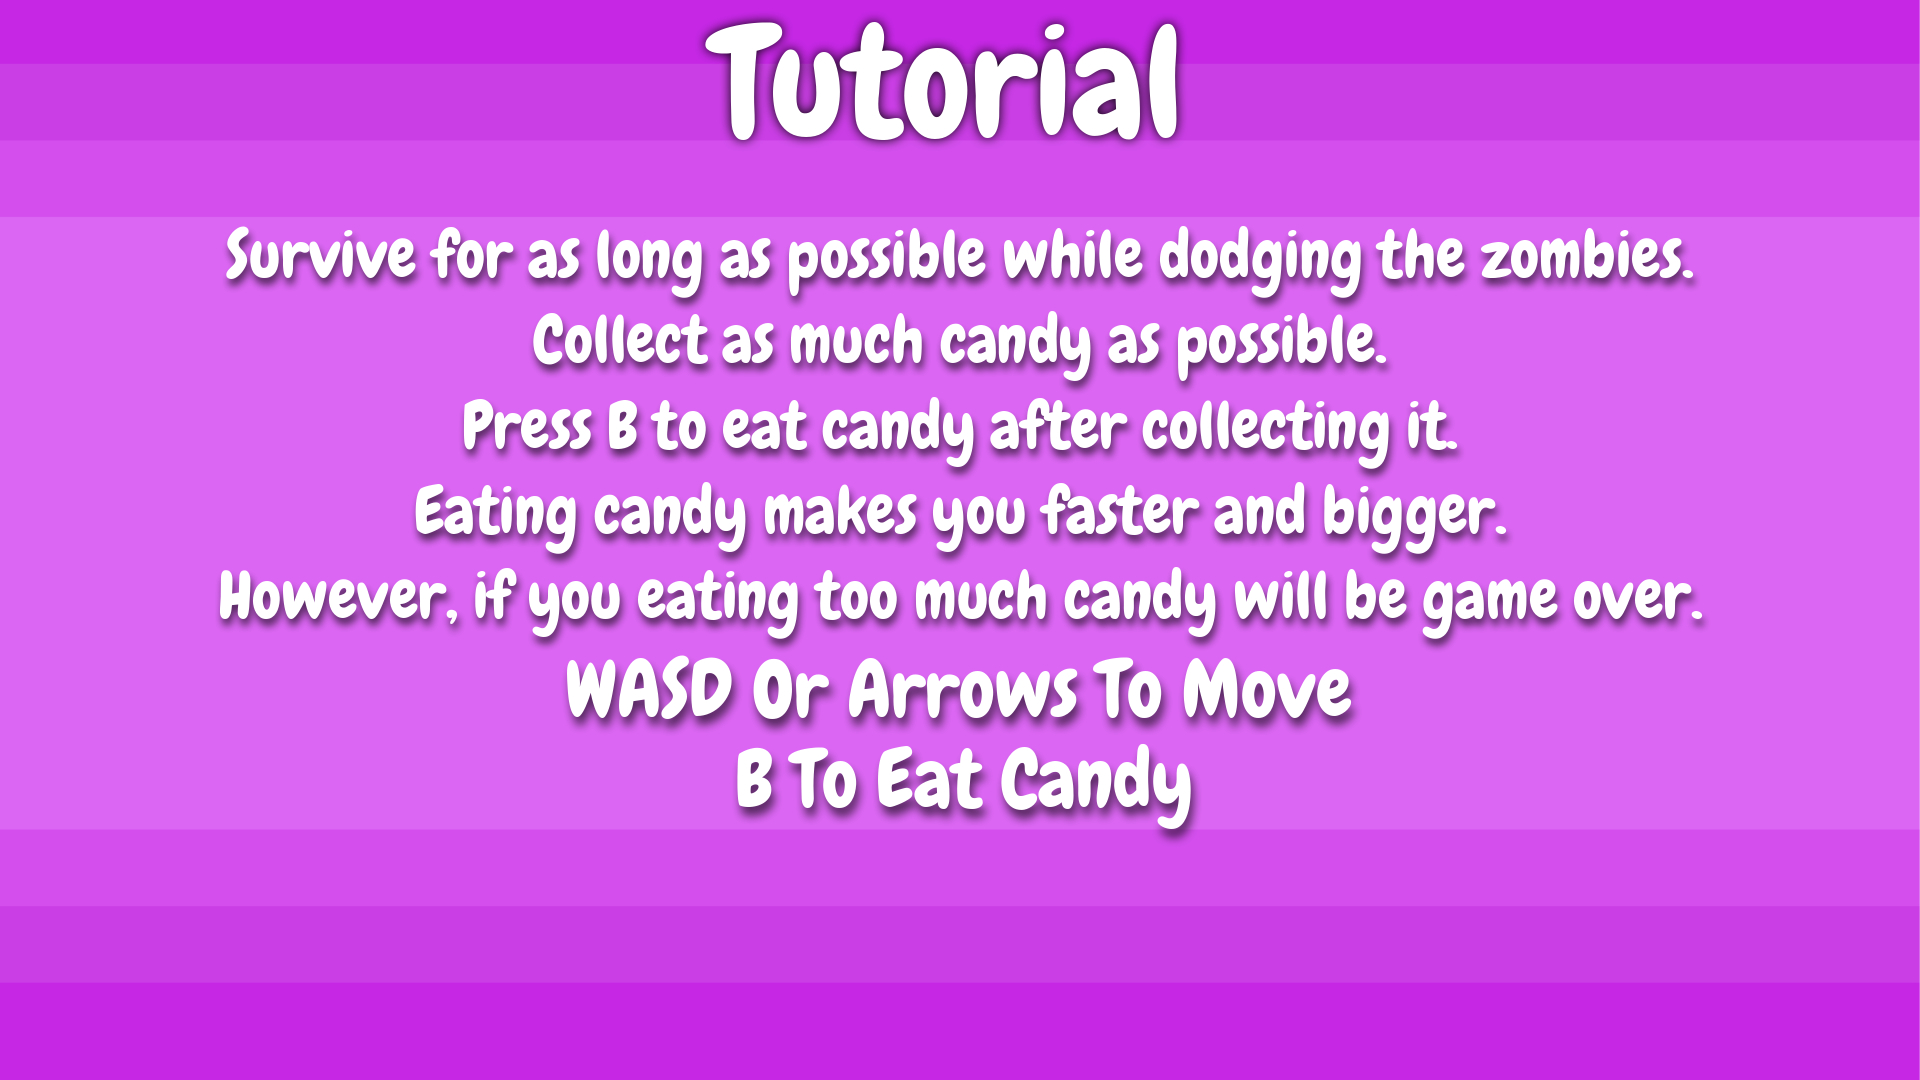 Tutorial
Survive for as long as possible while dodging the zombies.
Collect as much candy as possible.
Press B to eat candy after collecting it.
Eating candy makes you faster and bigger.
However, if you eating too much candy will be game over.
WASD Or Arrows To Move
B To Eat Candy